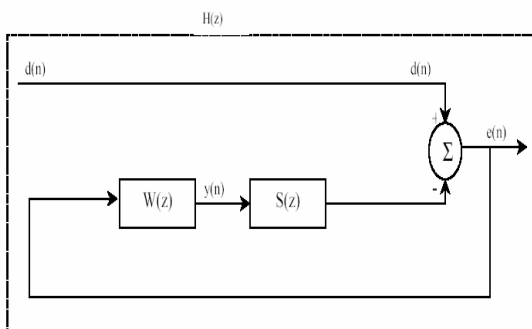 H(z)
d(n) d(n)
+
e(n)
Σ
W(z) y(n) S(z) -